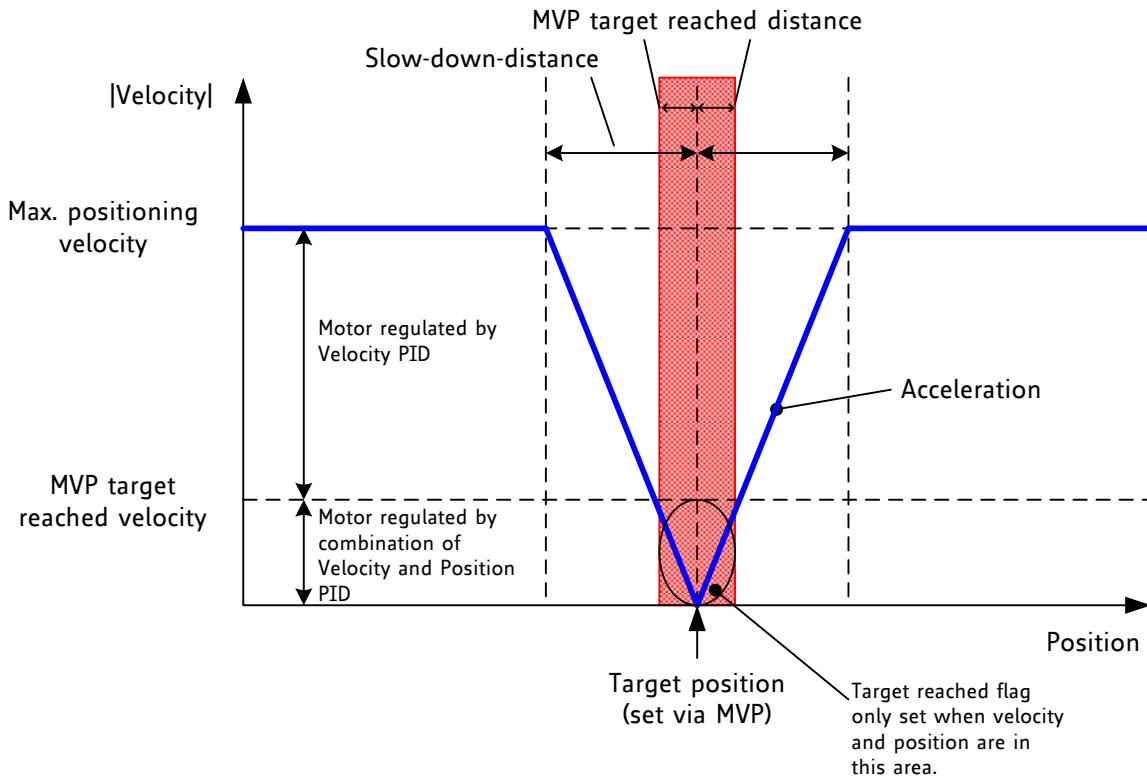 MVP target reached distance
Slow-down-distance
|Velocity|
Max. positioning
velocity
Motor regulated by
Velocity PID
Acceleration
MVP target
reached velocity
Motor regulated by
combination of
Velocity and Position
PID
Position
Target position
(set via MVP)
Target reached flag
only set when velocity
and position are in
this area.